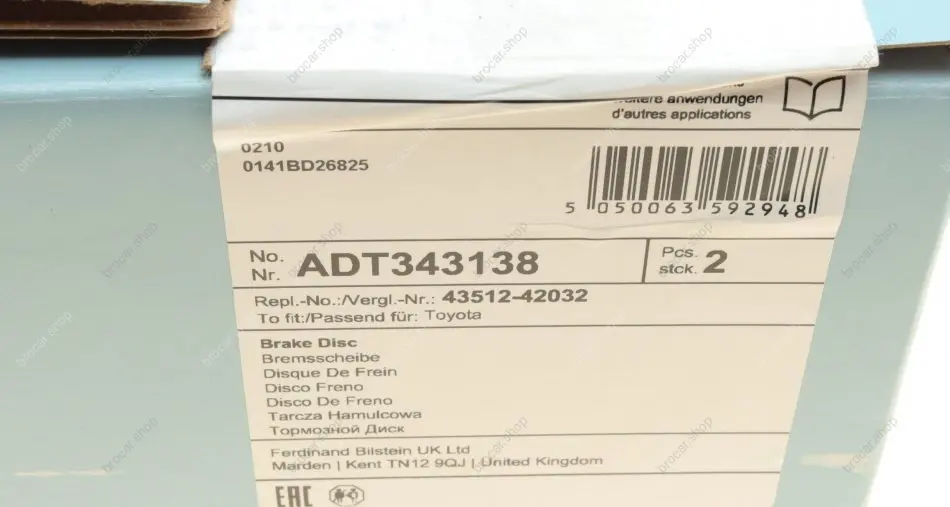 weitere anwendungen
d'autres applications
0210
0141BD26825
5 050063 592948
No.
Nr. ADT343138
Pcs.
stck. 2
Repl.-No.:/Vergl.-Nr.: 43512-42032
To fit:/Passend für: Toyota
Brake Disc
Bremsscheibe
Disque De Frein
Disco Freno
Disco De Freno
Tarcza Hamulcowa
Тормозной Диск
Ferdinand Bilstein UK Ltd
Marden | Kent TN12 9QJ | United Kingdom
EAC
brocar.shop